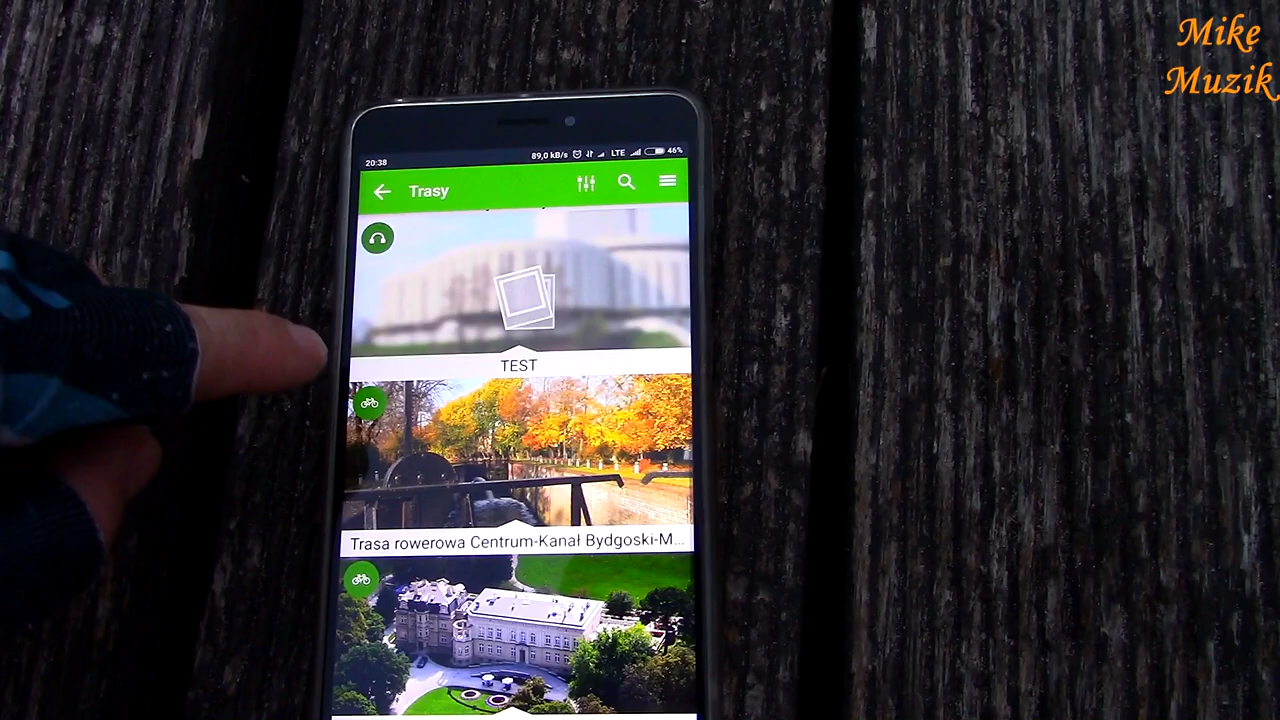 Mike
Muzik
20:38
89,0 kB/s LTE 46%
Trasy
TEST
Trasa rowerowa Centrum-Kanał Bydgoski-M...